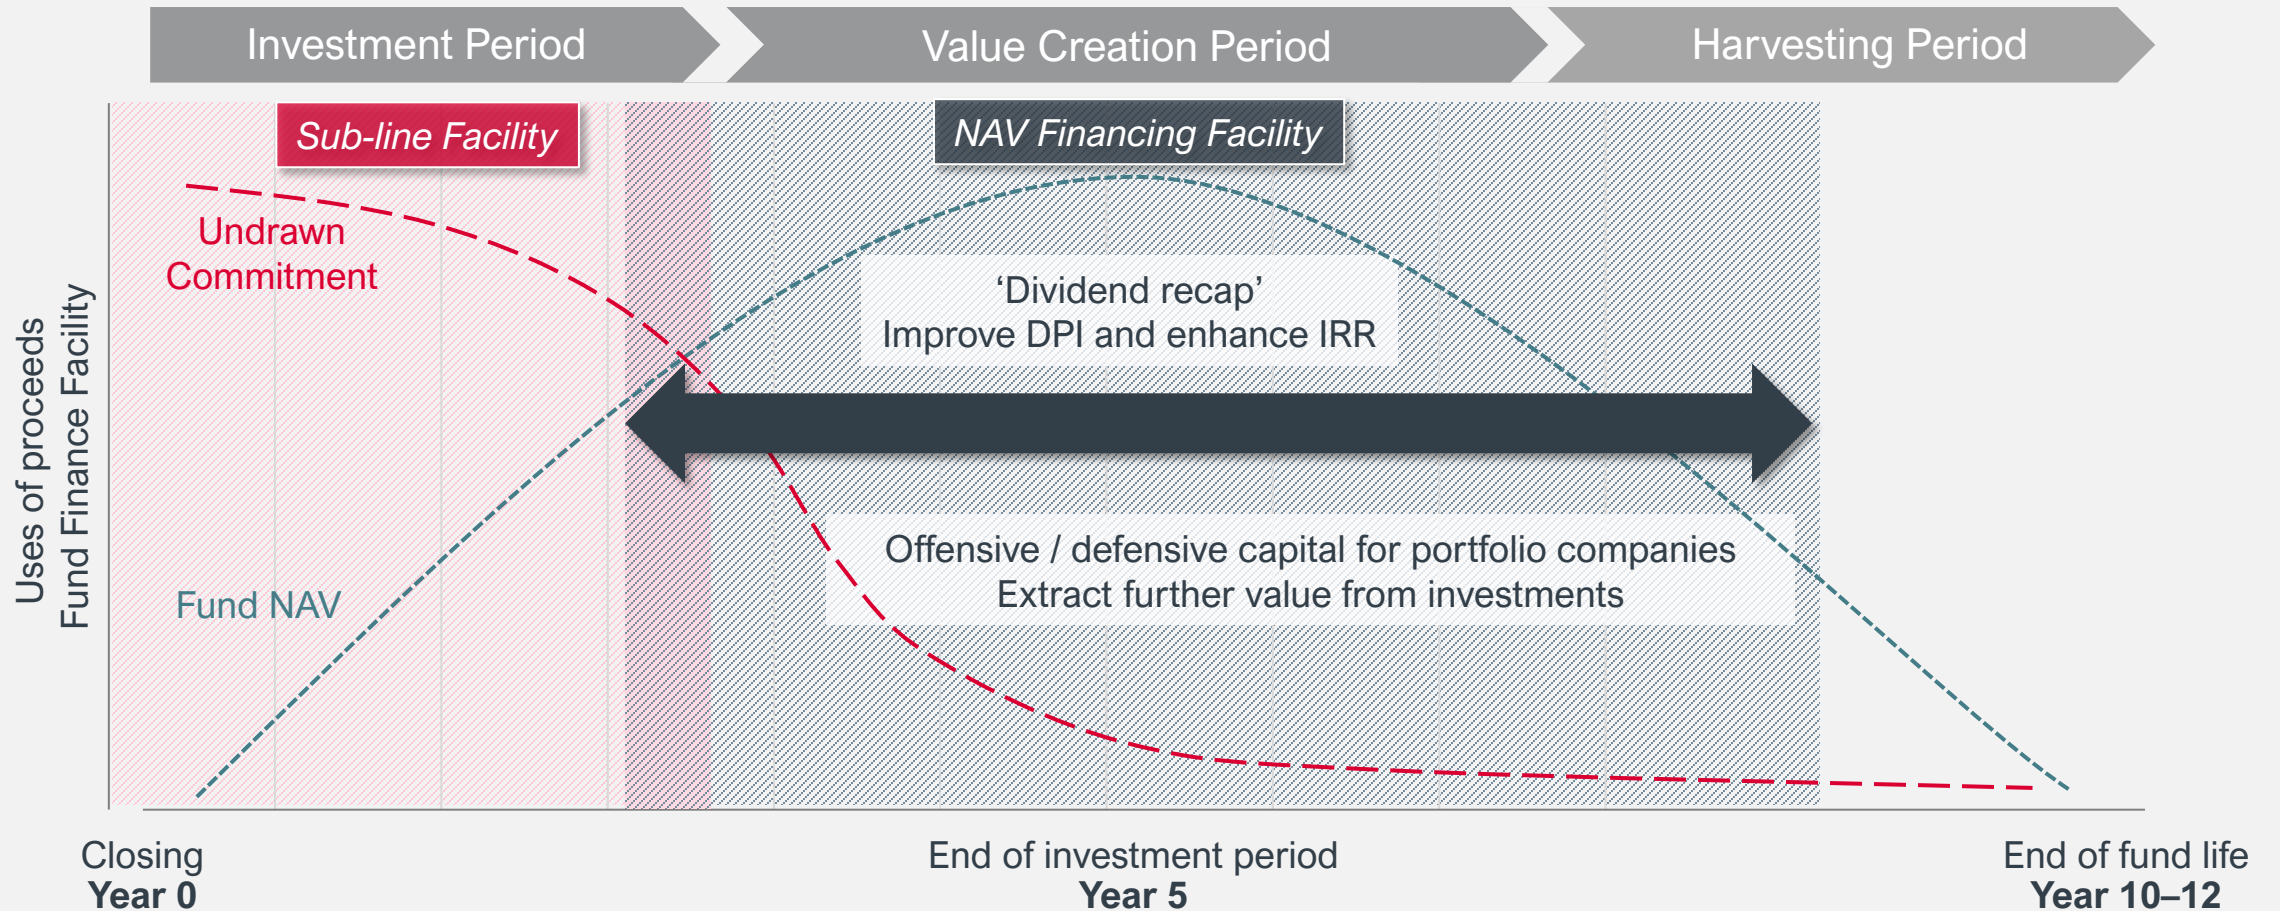 Investment Period
Value Creation Period
Harvesting Period
Sub-line Facility
NAV Financing Facility
Undrawn
Commitment
‘Dividend recap’
Improve DPI and enhance IRR
Uses of proceeds
Fund Finance Facility
Offensive / defensive capital for portfolio companies
Extract further value from investments
Fund NAV
Closing
Year 0
End of investment period
Year 5
End of fund life
Year 10–12